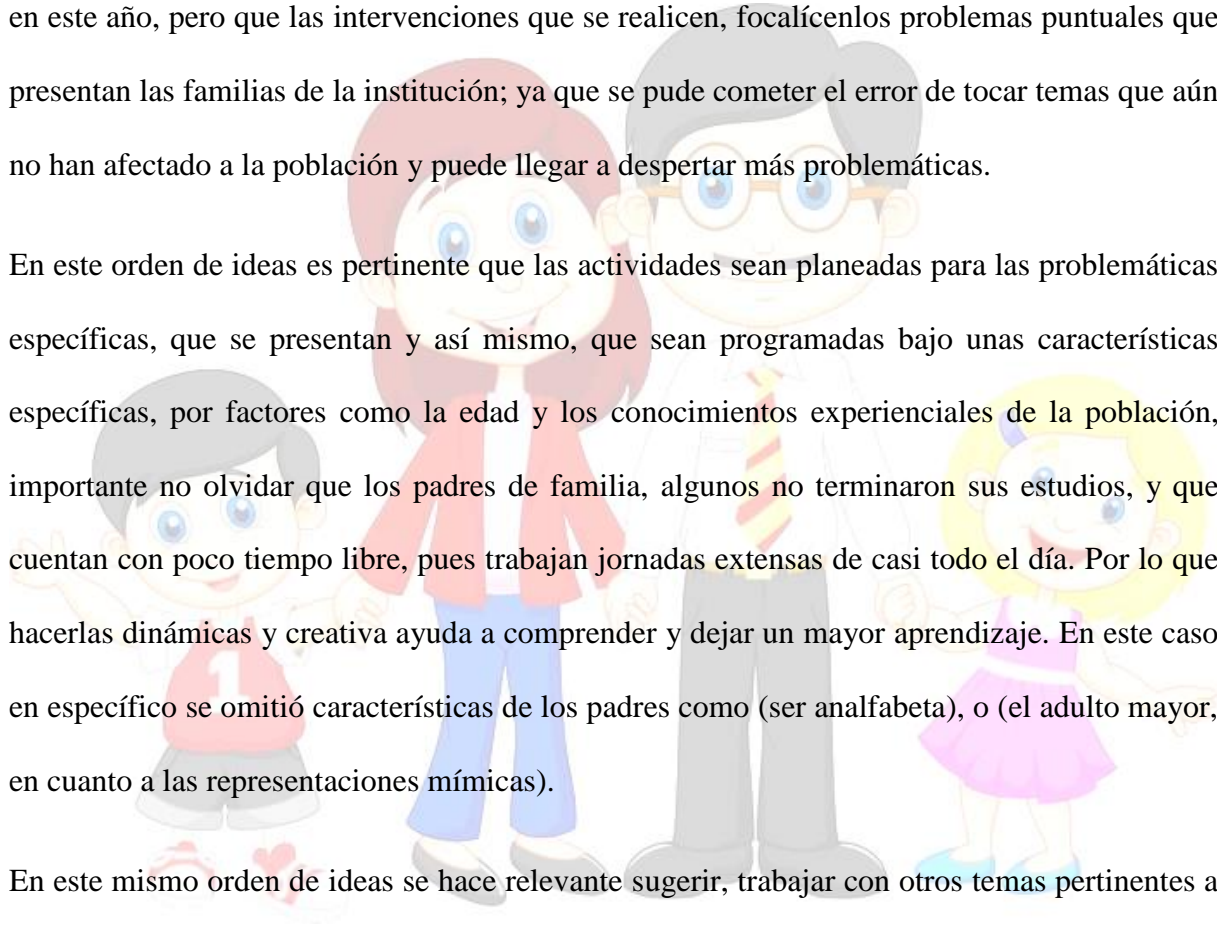 en este año, pero que las intervenciones que se realicen, focalícenlos problemas puntuales que
presentan las familias de la institución; ya que se pude cometer el error de tocar temas que aún
no han afectado a la población y puede llegar a despertar más problemáticas.
En este orden de ideas es pertinente que las actividades sean planeadas para las problemáticas
específicas, que se presentan y así mismo, que sean programadas bajo unas características
específicas, por factores como la edad y los conocimientos experienciales de la población,
importante no olvidar que los padres de familia, algunos no terminaron sus estudios, y que
cuentan con poco tiempo libre, pues trabajan jornadas extensas de casi todo el día. Por lo que
hacerlas dinámicas y creativa ayuda a comprender y dejar un mayor aprendizaje. En este caso
en específico se omitió características de los padres como (ser analfabeta), o (el adulto mayor,
en cuanto a las representaciones mímicas).
En este mismo orden de ideas se hace relevante sugerir, trabajar con otros temas pertinentes a
1